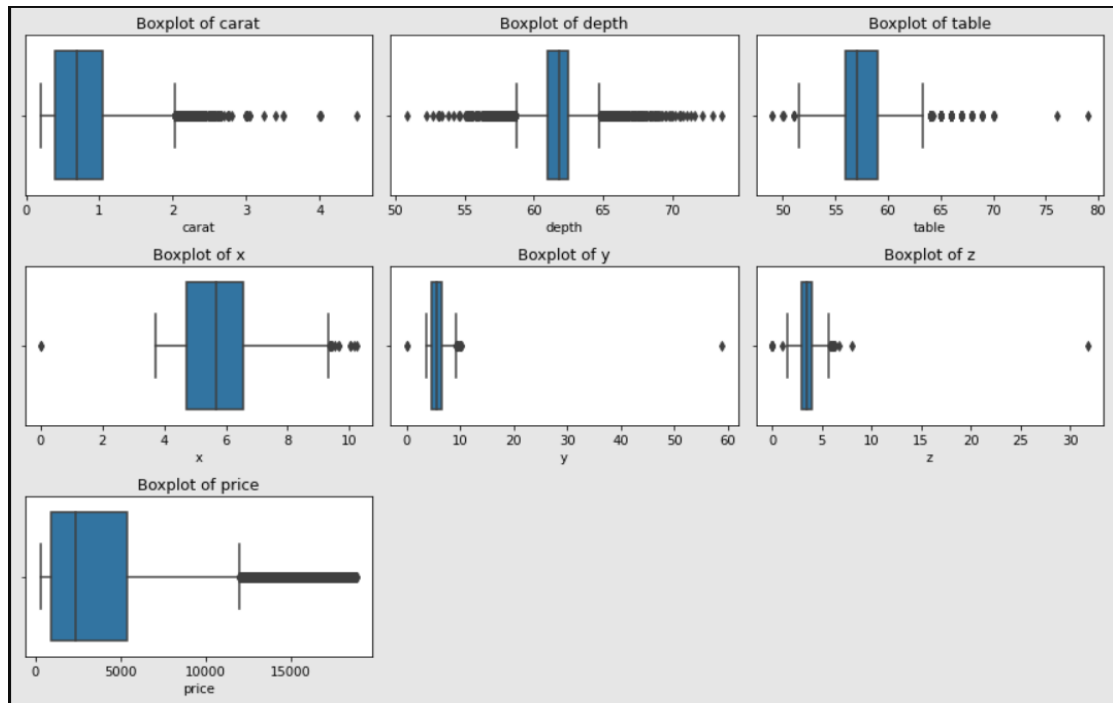 Boxplot of carat
0 1 2 3 4
carat
Boxplot of depth
50 55 60 65 70
depth
Boxplot of table
50 55 60 65 70 75 80
table
Boxplot of x
0 2 4 6 8 10
x
Boxplot of y
0 10 20 30 40 50 60
y
Boxplot of z
0 5 10 15 20 25 30
z
Boxplot of price
0 5000 10000 15000
price